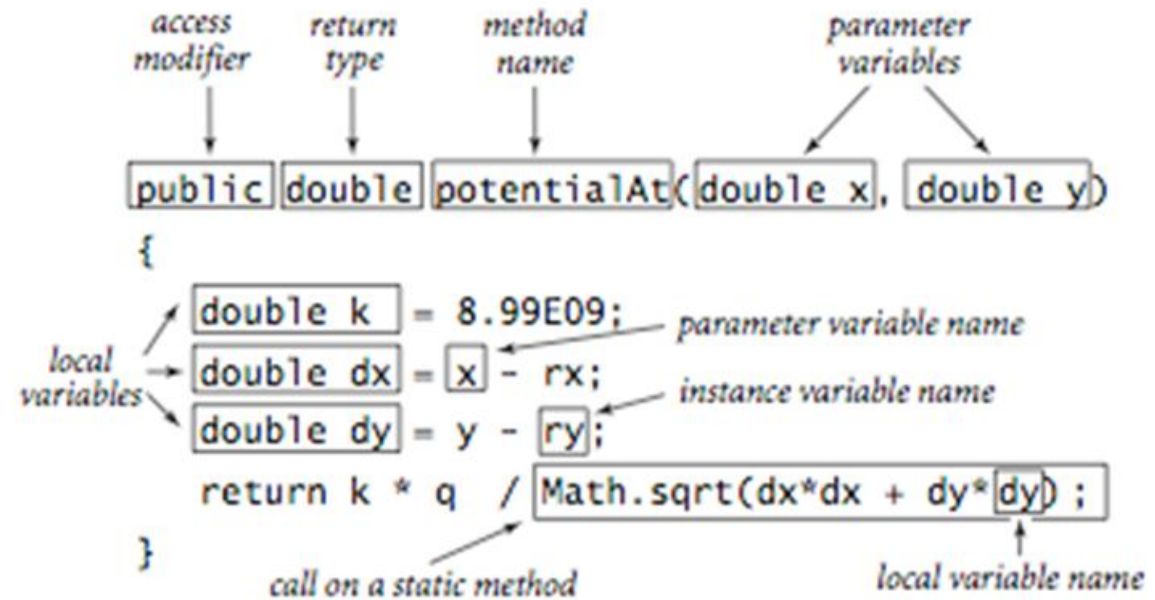 access modifier
return type
method name
parameter variables
public double potentialAt(double x, double y)
{
double k = 8.99E09;
parameter variable name
local variables
double dx = x - rx;
instance variable name
double dy = y - ry;
return k * q / Math.sqrt(dx*dx + dy*dy) ;
}
call on a static method
local variable name